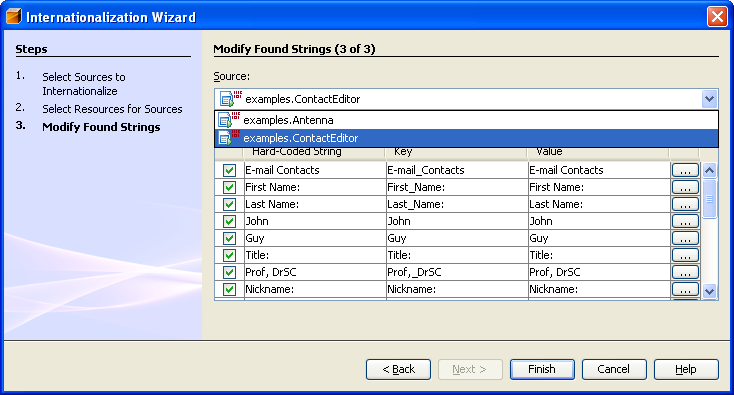 Internationalization Wizard
Steps
1. Select Sources to
Internationalize
2. Select Resources for Sources
3. Modify Found Strings
Modify Found Strings (3 of 3)
Source:
examples.ContactEditor
examples.Antenna
examples.ContactEditor
Hard-Coded String Key Value
E-mail Contacts E-mail_Contacts E-mail Contacts ...
First Name: First_Name: First Name: ...
Last Name: Last_Name: Last Name: ...
John John John ...
Guy Guy Guy ...
Title: Title: Title: ...
Prof, DrSC Prof,_DrSC Prof, DrSC ...
Nickname: Nickname: Nickname: ...
< Back Next > Finish Cancel Help